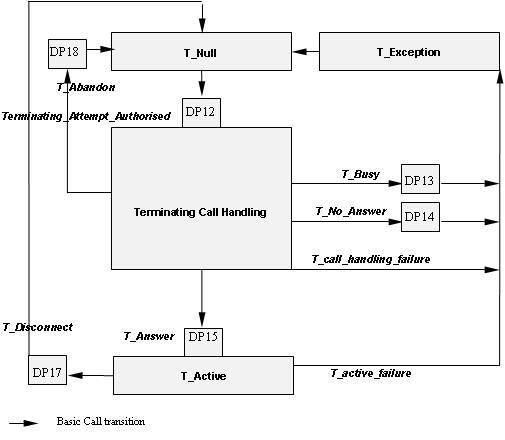 DP18
T_Null
T_Exception
T_Abandon
DP12
Terminating_Attempt_Authorised
T_Busy
DP13
Terminating Call Handling
T_No_Answer
DP14
T_call_handling_failure
T_Disconnect
T_Answer
DP15
DP17
T_Active
T_active_failure
Basic Call transition